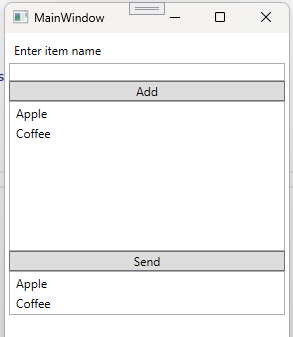 MainWindow
Enter item name
Add
Apple
Coffee
Send
Apple
Coffee